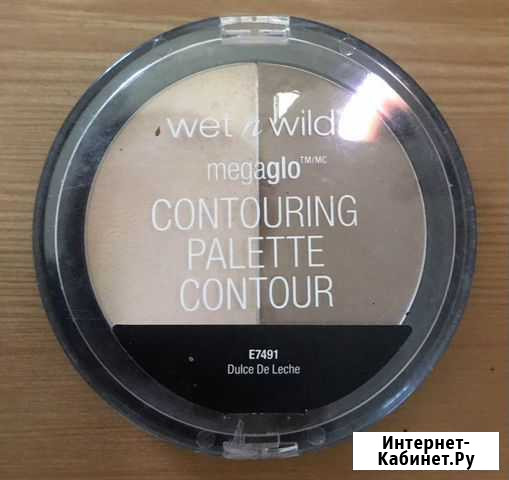 wet n wild
megaglo™/MC
CONTOURING
PALETTE
CONTOUR
E7491
Dulce De Leche
Интернет-
Кабинет.Ру